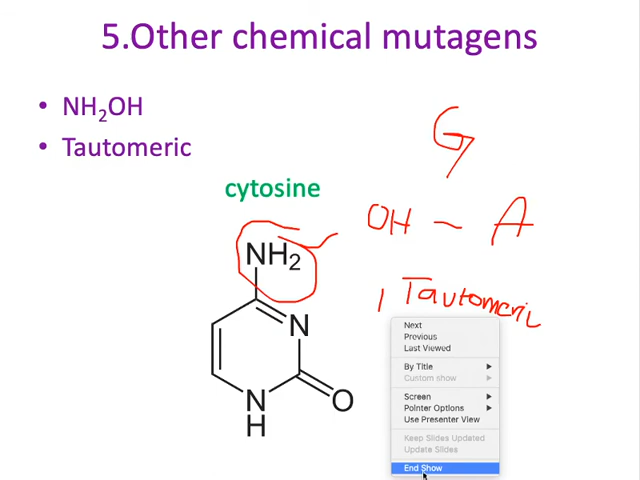 5.Other chemical mutagens
• NH2OH
• Tautomeric
G
cytosine
OH - A
NH2
1 Tautomeric
N
Next
Previous
Last Viewed
By Title
Custom show
Screen
Pointer Options
Use Presenter View
Keep Slides Updated
Update Slides
End Show
N
H
O